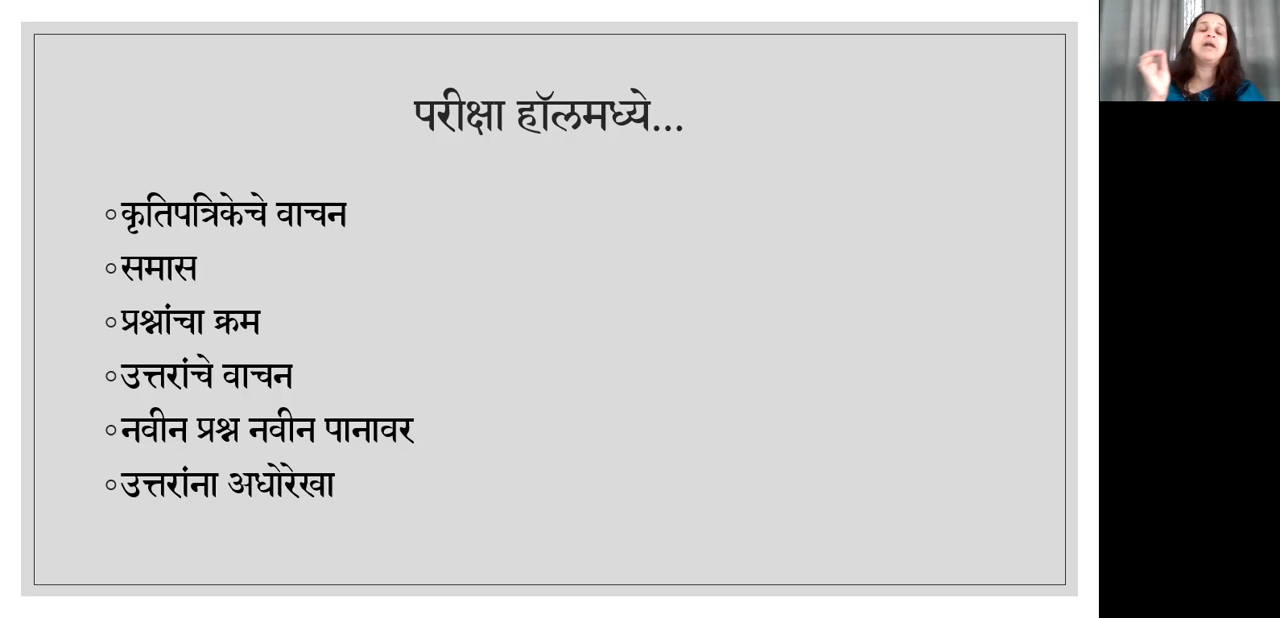 परीक्षा हॉलमध्ये...
◦कृतिपत्रिकेचे वाचन
◦समास
◦प्रश्नांचा क्रम
◦उत्तरांचे वाचन
◦नवीन प्रश्न नवीन पानावर
◦उत्तरांना अधोरेखा